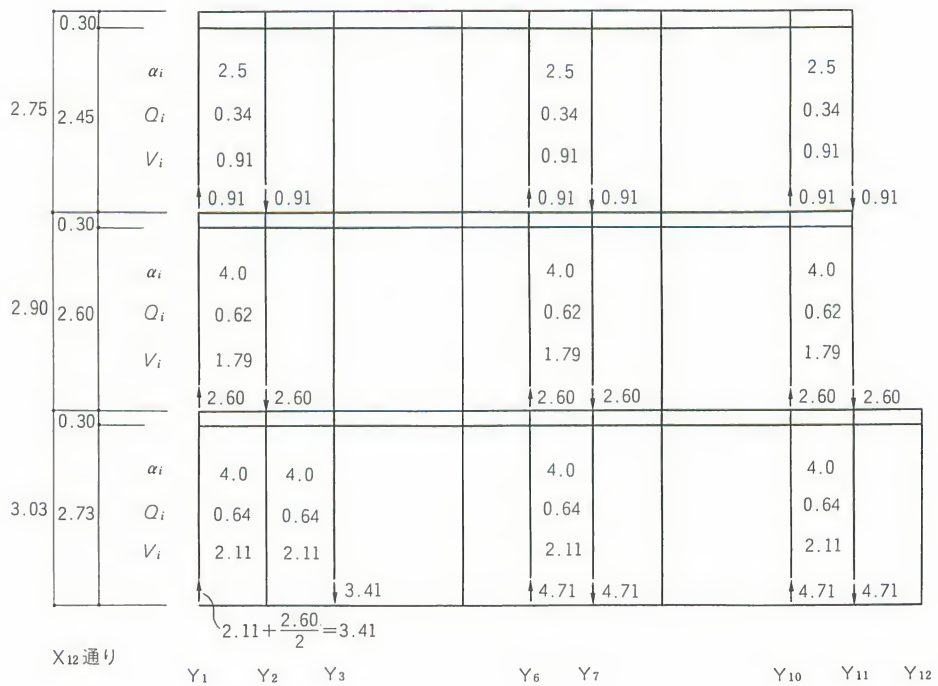 0.30
αi 2.5 2.5 2.5
2.75 2.45 Qi 0.34 0.34 0.34
Vi 0.91 0.91 0.91
0.91 0.91 0.91 0.91 0.91 0.91
0.30
αi 4.0 4.0 4.0
2.90 2.60 Qi 0.62 0.62 0.62
Vi 1.79 1.79 1.79
2.60 2.60 2.60 2.60 2.60 2.60
0.30
αi 4.0 4.0 4.0 4.0
3.03 2.73 Qi 0.64 0.64 0.64 0.64
Vi 2.11 2.11 2.11 2.11
3.41 4.71 4.71 4.71 4.71
2.11+2.60/2=3.41
X12通り
Y1 Y2 Y3 Y6 Y7 Y10 Y11 Y12